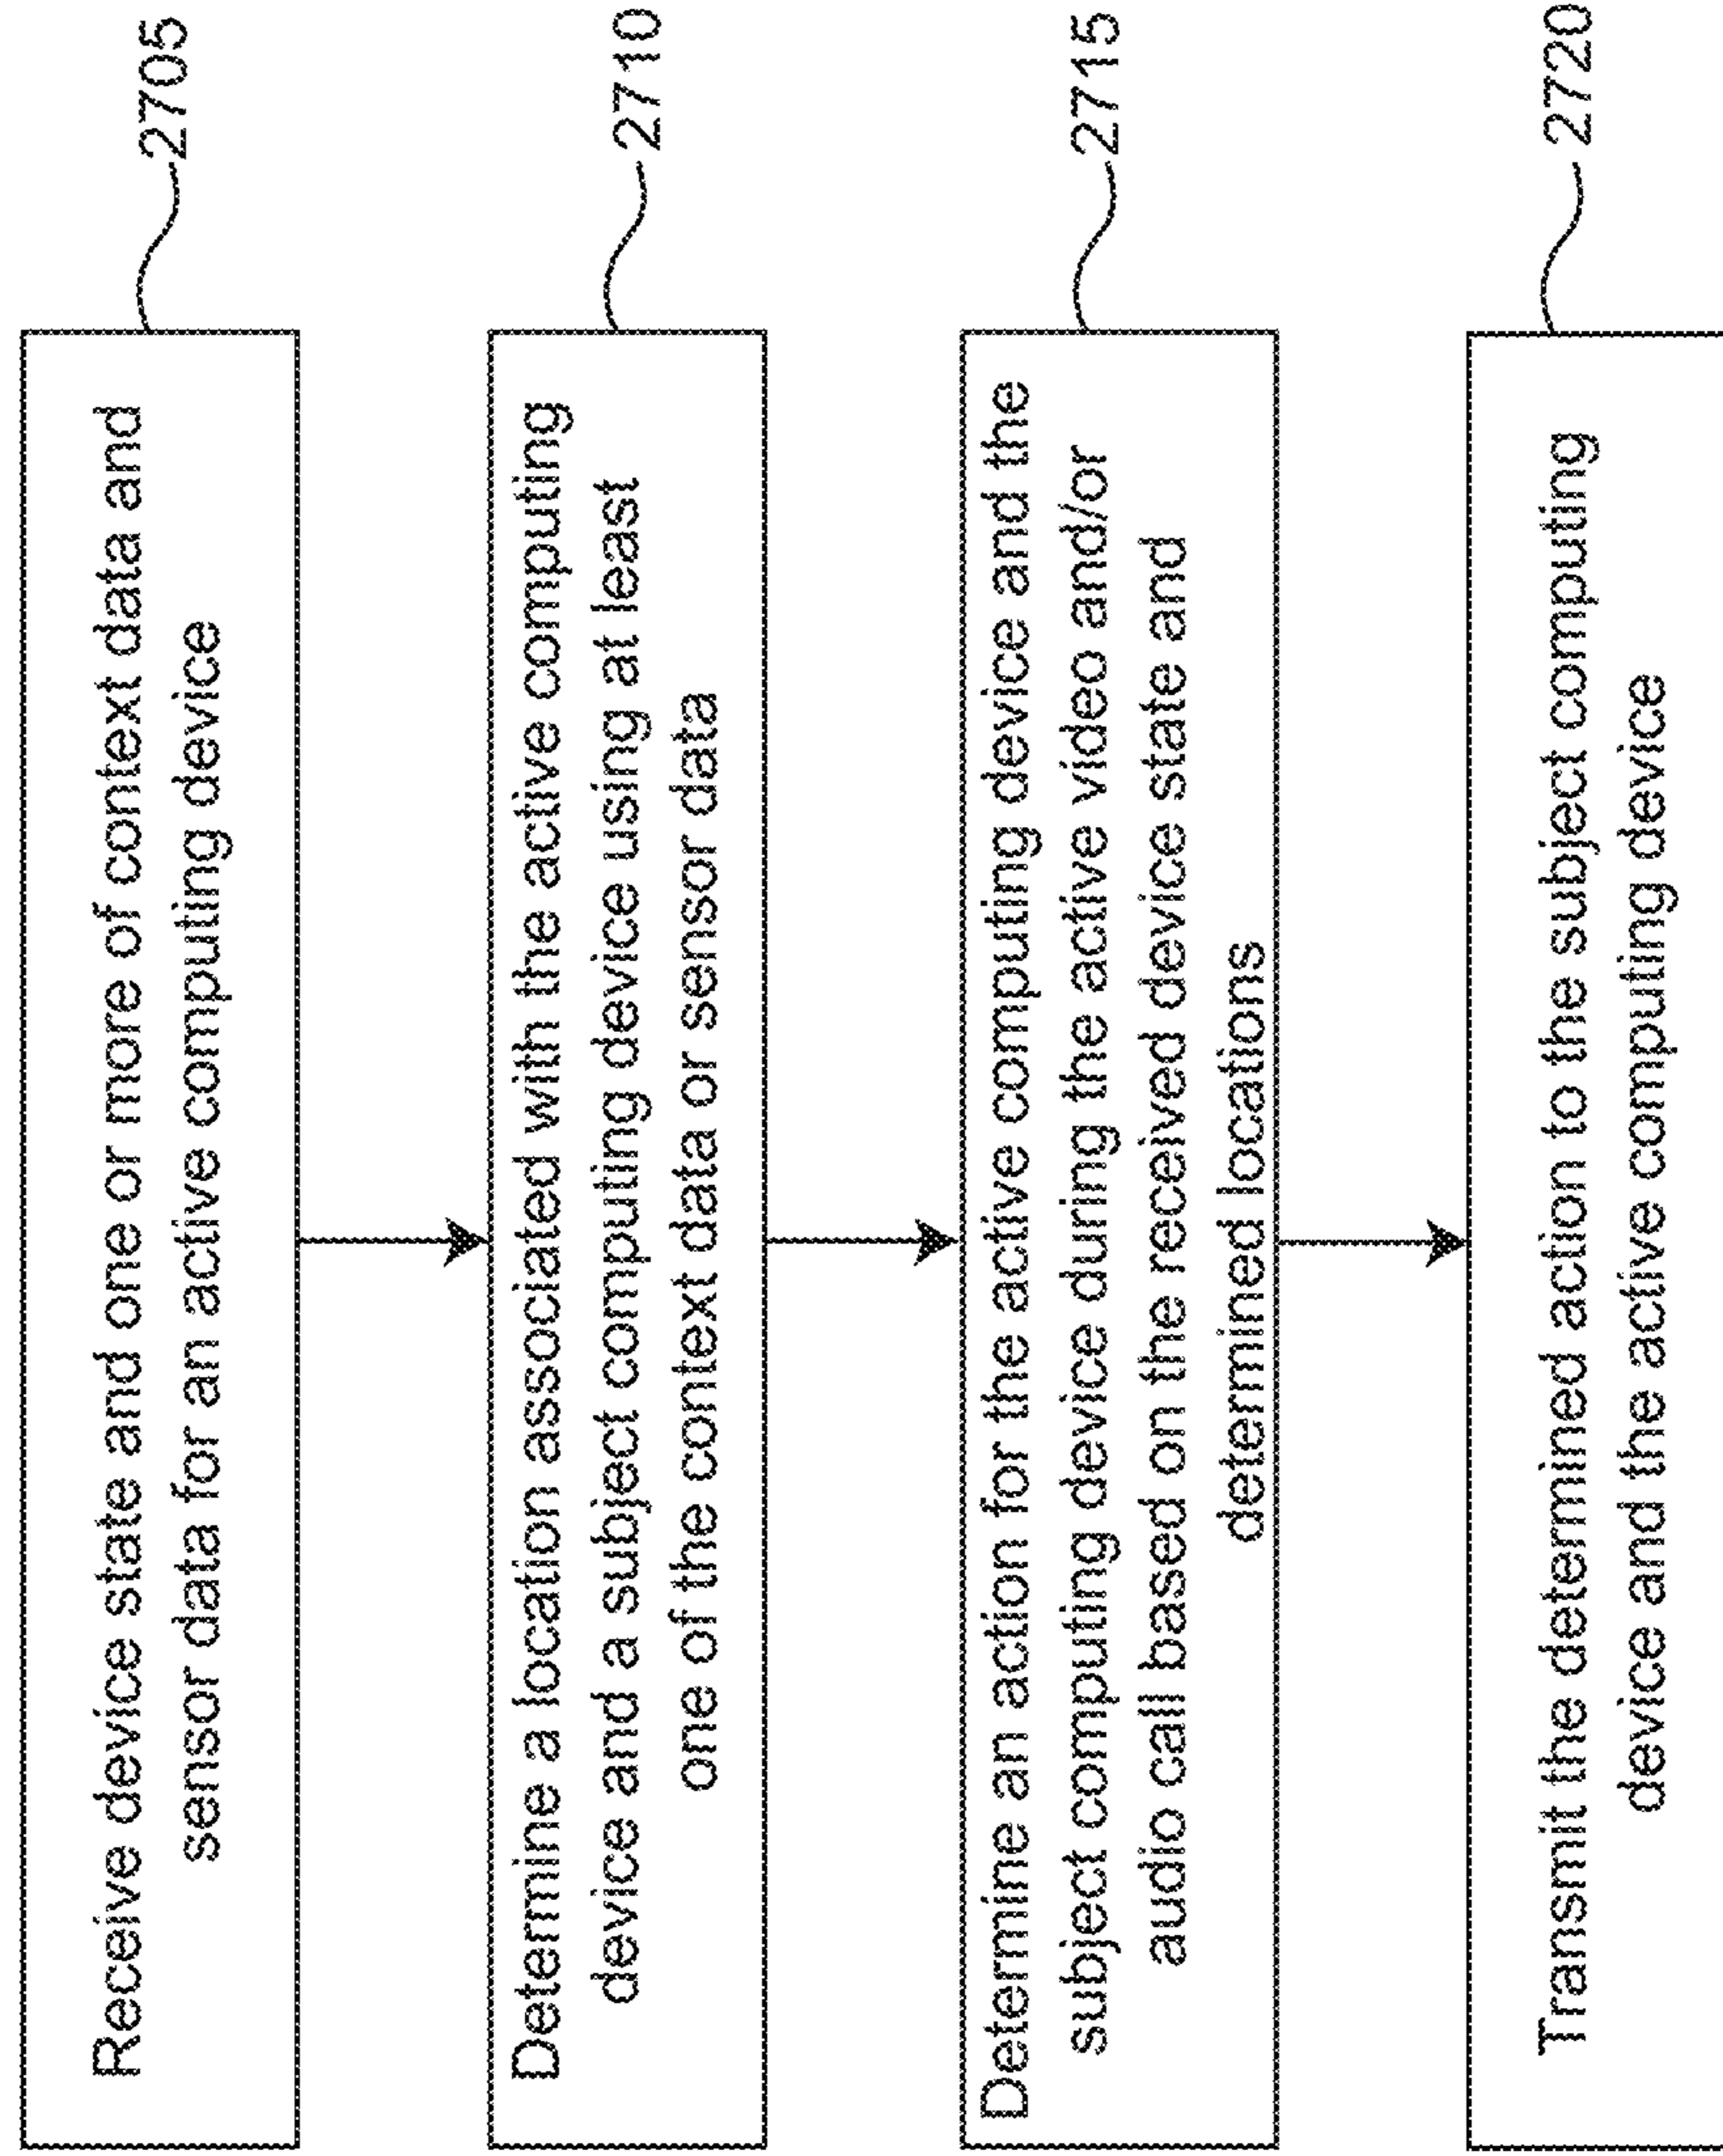 Receive device state and one or more of context data and
sensor data for an active computing device
2705
Determine a location associated with the active computing
device and a subject computing device using at least
one of the context data or sensor data
2710
Determine an action for the active computing device and the
subject computing device during the active video and/or
audio call based on the received device state and
determined locations
2715
Transmit the determined action to the subject computing
device and the active computing device
2720